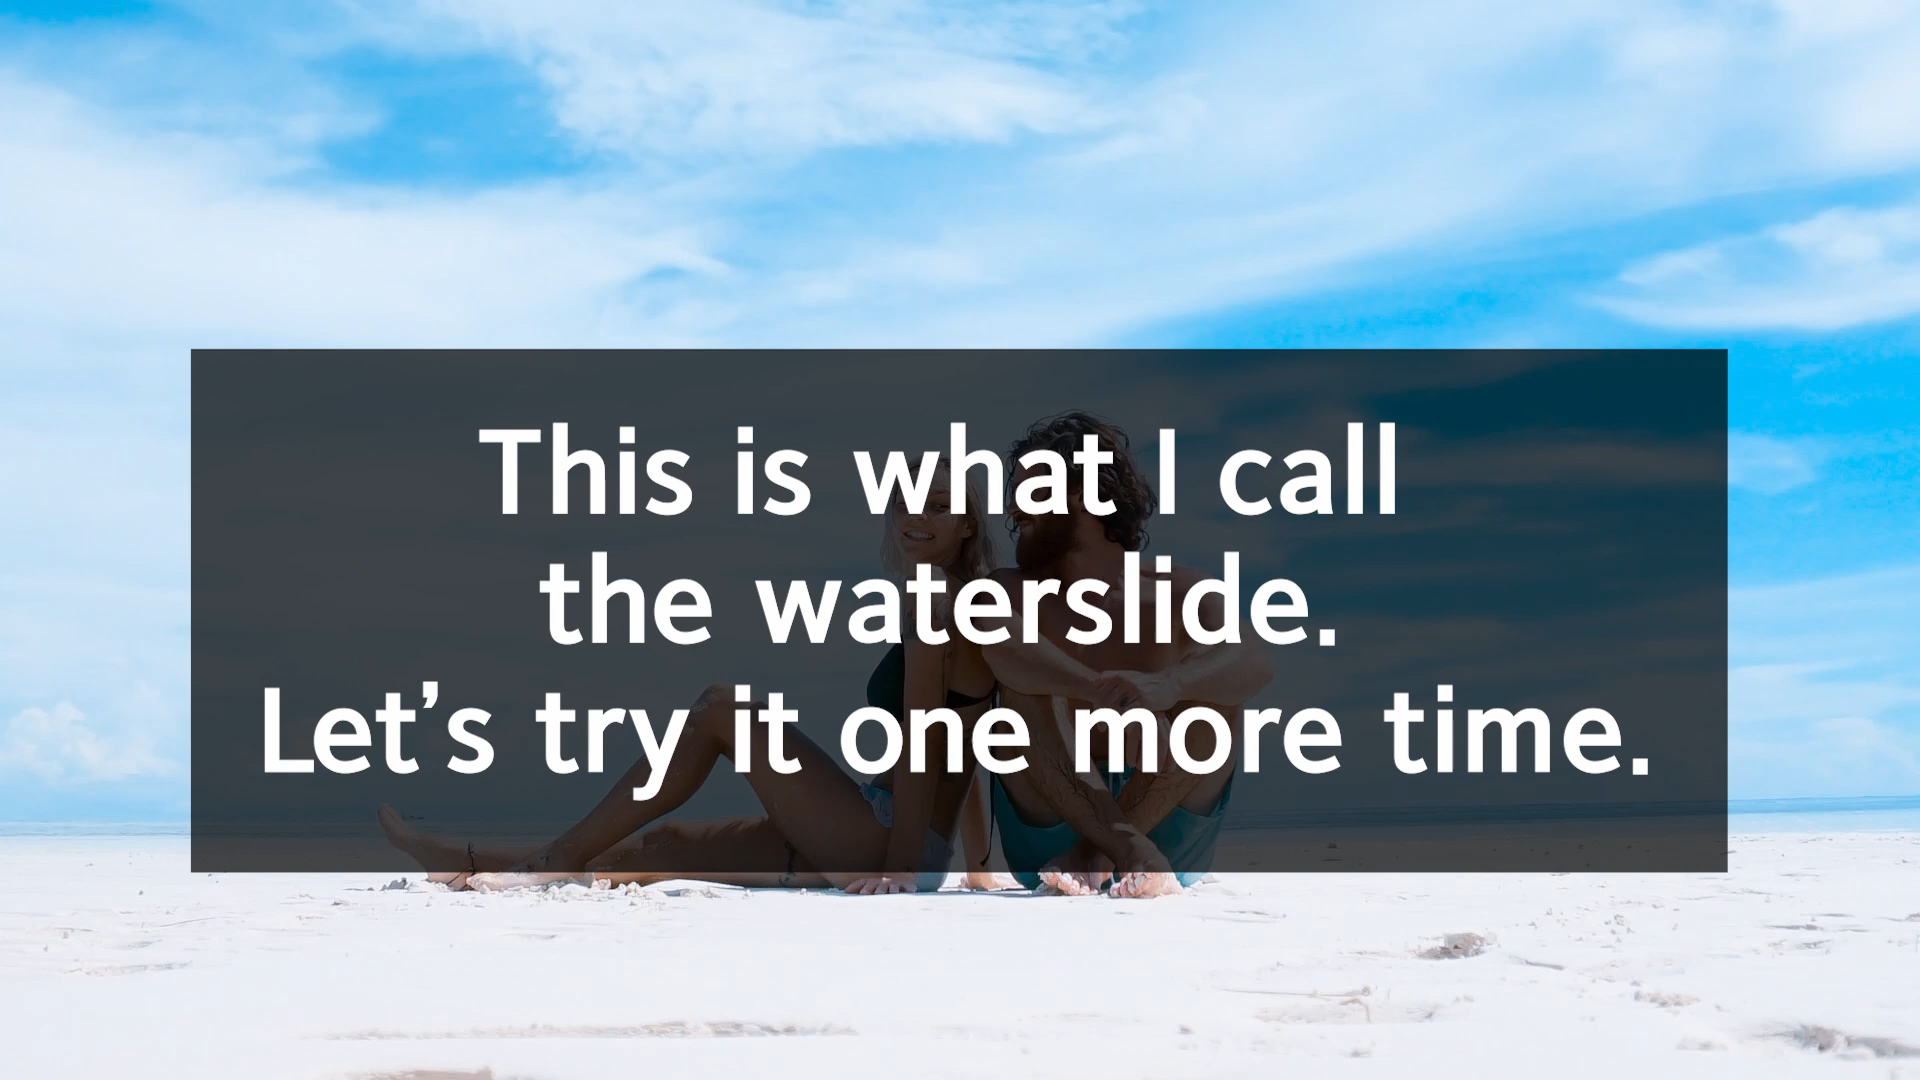 This is what I call
the waterslide.
Let’s try it one more time.